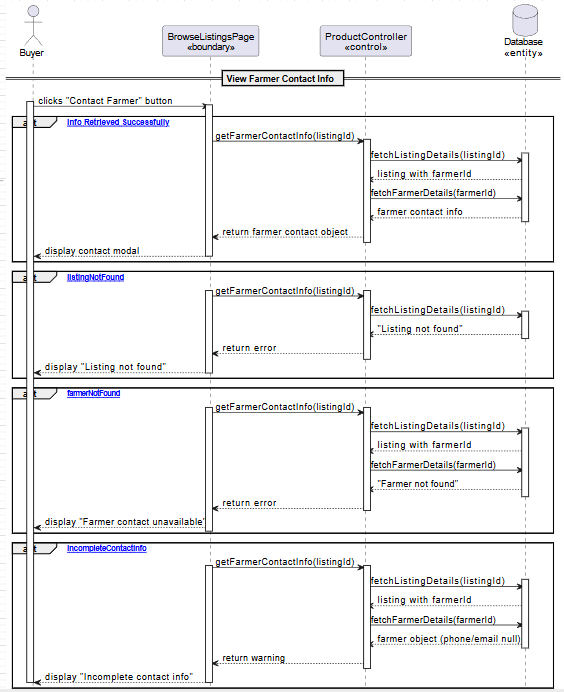 Buyer
BrowseListingsPage
«boundary»
ProductController
«control»
Database
«entity»
View Farmer Contact Info
clicks "Contact Farmer" button
alt
Info Retrieved Successfully
getFarmerContactInfo(listingId)
fetchListingDetails(listingId)
listing with farmerId
fetchFarmerDetails(farmerId)
farmer contact info
return farmer contact object
display contact modal
alt
listingNotFound
getFarmerContactInfo(listingId)
fetchListingDetails(listingId)
"Listing not found"
return error
display "Listing not found"
alt
farmerNotFound
getFarmerContactInfo(listingId)
fetchListingDetails(listingId)
listing with farmerId
fetchFarmerDetails(farmerId)
"Farmer not found"
return error
display "Farmer contact unavailable"
alt
IncompleteContactInfo
getFarmerContactInfo(listingId)
fetchListingDetails(listingId)
listing with farmerId
fetchFarmerDetails(farmerId)
farmer object (phone/email null)
return warning
display "Incomplete contact info"